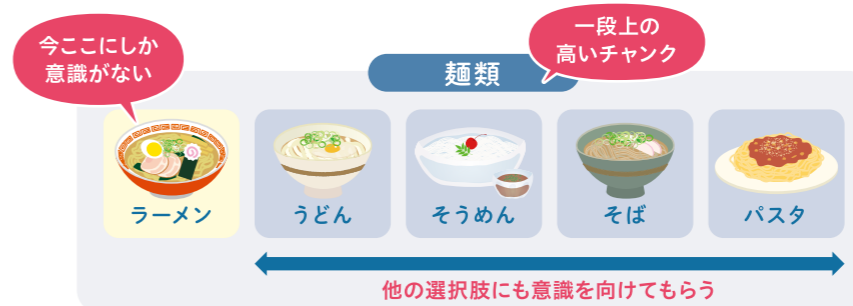 今ここにしか
意識がない
一段上の
高いチャンク
麺類
ラーメン
うどん
そうめん
そば
パスタ
他の選択肢にも意識を向けてもらう